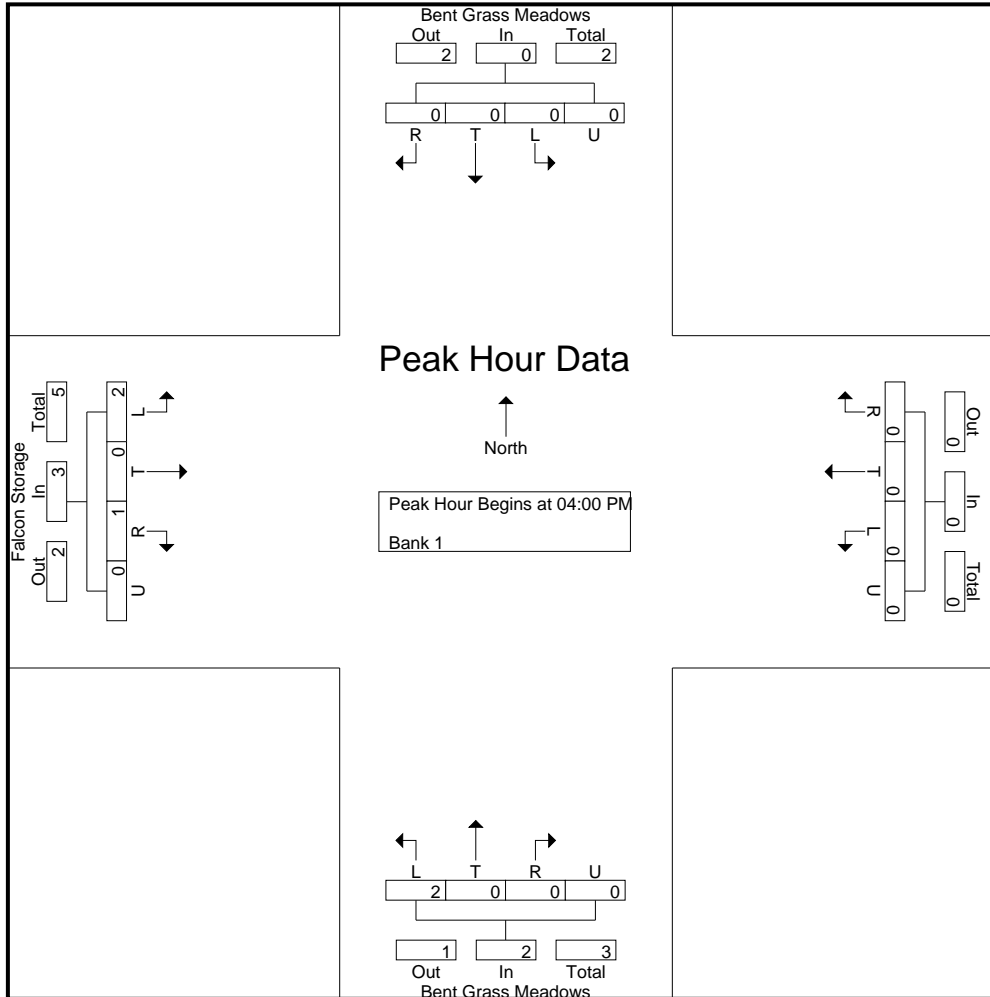 Bent Grass Meadows
Out In Total
2 0 2
0 0 0 0
R T L U
Peak Hour Data
North
Peak Hour Begins at 04:00 PM
Bank 1
Falcon Storage
Total In Out
5 3 2
2 0 1 0
L T R U
R T L U
0 0 0 0
Out In Total
0 0 0
L T R U
2 0 0 0
1 2 3
Out In Total
Bent Grass Meadows